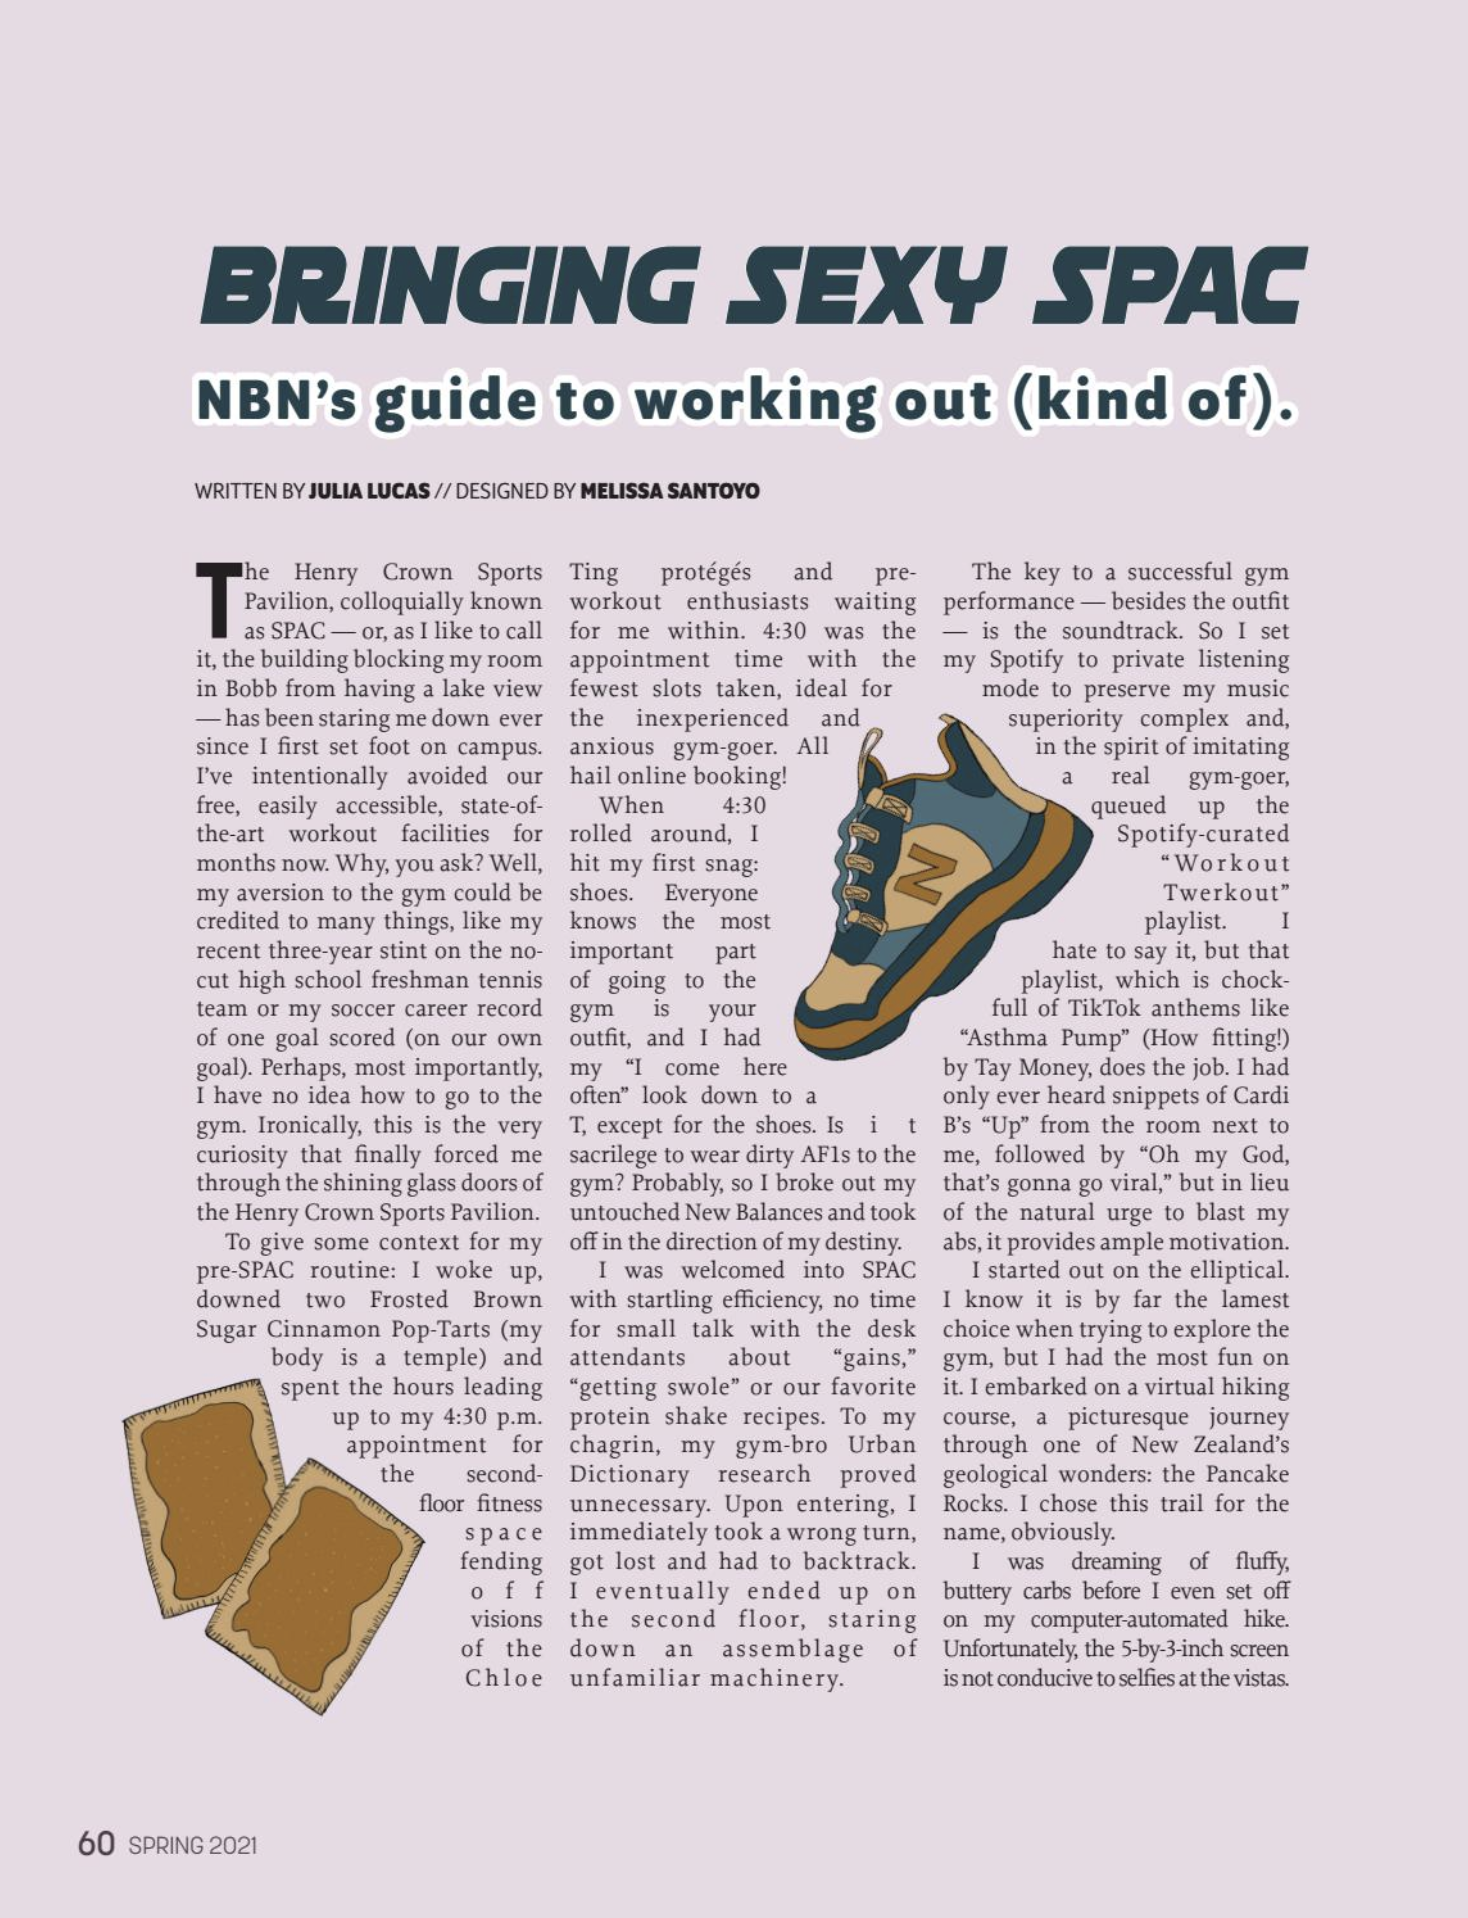 BRINGING SEXY SPAC
NBN's guide to working out (kind of).
WRITTEN BY JULIA LUCAS // DESIGNED BY MELISSA SANTOYO
The Henry Crown Sports
Pavilion, colloquially known
as SPAC — or, as I like to call
it, the building blocking my room
in Bobb from having a lake view
— has been staring me down ever
since I first set foot on campus.
I've intentionally avoided our
free, easily accessible, state-of-
the-art workout facilities for
months now. Why, you ask? Well,
my aversion to the gym could be
credited to many things, like my
recent three-year stint on the no-
cut high school freshman tennis
team or my soccer career record
of one goal scored (on our own
goal). Perhaps, most importantly,
I have no idea how to go to the
gym. Ironically, this is the very
curiosity that finally forced me
through the shining glass doors of
the Henry Crown Sports Pavilion.
To give some context for my
pre-SPAC routine: I woke up,
downed two Frosted Brown
Sugar Cinnamon Pop-Tarts (my
body is a temple) and
spent the hours leading
up to my 4:30 p.m.
appointment for
the second-
floor fitness
space
fending
off
visions
of the
Chloe
Ting protégés and pre-
workout enthusiasts waiting
for me within. 4:30 was the
appointment time with the
fewest slots taken, ideal for
the inexperienced and
anxious gym-goer. All
hail online booking!
When 4:30
rolled around, I
hit my first snag:
shoes. Everyone
knows the most
important part
of going to the
gym is your
outfit, and I had
my “I come here
often” look down to a
T, except for the shoes. Is it
sacrilege to wear dirty AF1s to the
gym? Probably, so I broke out my
untouched New Balances and took
off in the direction of my destiny.
I was welcomed into SPAC
with startling efficiency, no time
for small talk with the desk
attendants about “gains,”
“getting swole” or our favorite
protein shake recipes. To my
chagrin, my gym-bro Urban
Dictionary research proved
unnecessary. Upon entering, I
immediately took a wrong turn,
got lost and had to backtrack.
I eventually ended up on
the second floor, staring
down an assemblage of
unfamiliar machinery.
The key to a successful gym
performance — besides the outfit
— is the soundtrack. So I set
my Spotify to private listening
mode to preserve my music
superiority complex and,
in the spirit of imitating
a real gym-goer,
queued up the
Spotify-curated
“Workout
Twerkout”
playlist. I
hate to say it, but that
playlist, which is chock-
full of TikTok anthems like
“Asthma Pump” (How fitting!)
by Tay Money, does the job. I had
only ever heard snippets of Cardi
B's “Up” from the room next to
me, followed by “Oh my God,
that's gonna go viral,” but in lieu
of the natural urge to blast my
abs, it provides ample motivation.
I started out on the elliptical.
I know it is by far the lamest
choice when trying to explore the
gym, but I had the most fun on
it. I embarked on a virtual hiking
course, a picturesque journey
through one of New Zealand's
geological wonders: the Pancake
Rocks. I chose this trail for the
name, obviously.
I was dreaming of fluffy,
buttery carbs before I even set off
on my computer-automated hike.
Unfortunately, the 5-by-3-inch screen
is not conducive to selfies at the vistas.
N
60 SPRING 2021